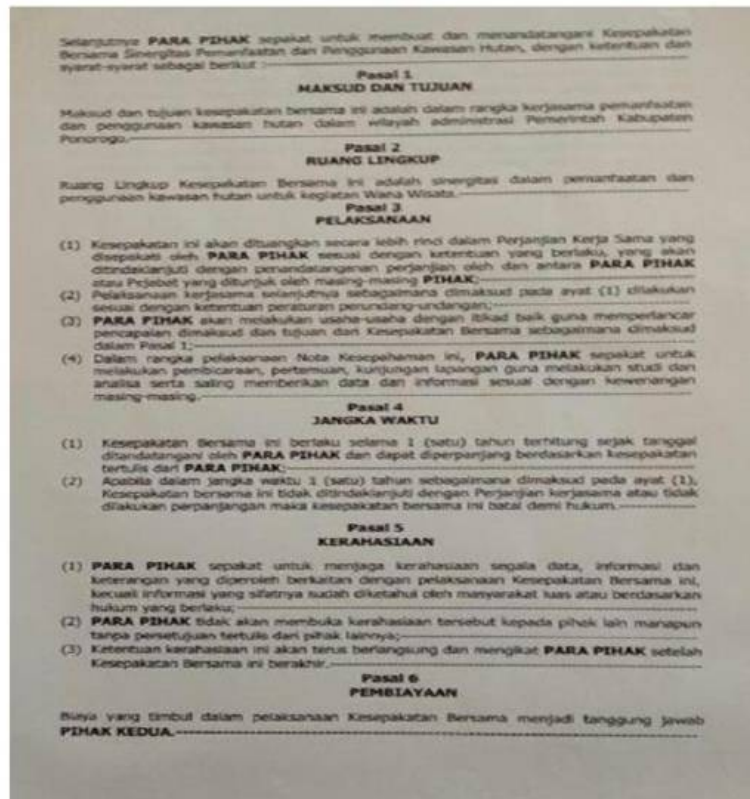 Selanjutnya PARA PIHAK sepakat untuk membuat dan menandatangani Kesepakatan
Bersama Sinergitas Pemanfaatan dan Penggunaan Kawasan Hutan, dengan ketentuan dan
syarat-syarat sebagai berikut :
Pasal 1
MAKSUD DAN TUJUAN
Maksud dan tujuan kesepakatan bersama ini adalah dalam rangka kerjasama pemanfaatan
dan penggunaan kawasan hutan dalam wilayah administrasi Pemerintah Kabupaten
Ponorogo.
Pasal 2
RUANG LINGKUP
Ruang Lingkup Kesepakatan Bersama ini adalah sinergitas dalam pemanfaatan dan
penggunaan kawasan hutan untuk kegiatan Wana Wisata.
Pasal 3
PELAKSANAAN
(1) Kesepakatan ini akan dituangkan secara lebih rinci dalam Perjanjian Kerja Sama yang
disepakati oleh PARA PIHAK sesuai dengan ketentuan yang berlaku, yang akan
ditindaklanjuti dengan penandatanganan perjanjian oleh dan antara PARA PIHAK
atau Pejabat yang ditunjuk oleh masing-masing PIHAK;
(2) Pelaksanaan kerjasama selanjutnya sebagaimana dimaksud pada ayat (1) dilakukan
sesuai dengan ketentuan peraturan perundang-undangan;
(3) PARA PIHAK akan melakukan usaha-usaha dengan itikad baik guna memperlancar
pencapaian dimaksud dan tujuan dari Kesepakatan Bersama sebagaimana dimaksud
dalam Pasal 1;
(4) Dalam rangka pelaksanaan Nota Kesepahaman ini, PARA PIHAK sepakat untuk
melakukan pembicaraan, pertemuan, kunjungan lapangan guna melakukan studi dan
analisa serta saling memberikan data dan informasi sesuai dengan kewenangan
masing-masing.
Pasal 4
JANGKA WAKTU
(1) Kesepakatan Bersama ini berlaku selama 1 (satu) tahun terhitung sejak tanggal
ditandatangani oleh PARA PIHAK dan dapat diperpanjang berdasarkan kesepakatan
tertulis dari PARA PIHAK;
(2) Apabila dalam jangka waktu 1 (satu) tahun sebagaimana dimaksud pada ayat (1),
Kesepakatan bersama ini tidak ditindaklanjuti dengan Perjanjian kerjasama atau tidak
dilakukan perpanjangan maka kesepakatan bersama ini batal demi hukum.
Pasal 5
KERAHASIAAN
(1) PARA PIHAK sepakat untuk menjaga kerahasiaan segala data, informasi dan
keterangan yang diperoleh berkaitan dengan pelaksanaan Kesepakatan Bersama ini,
kecuali informasi yang sifatnya sudah diketahui oleh masyarakat luas atau berdasarkan
hukum yang berlaku;
(2) PARA PIHAK tidak akan membuka kerahasiaan tersebut kepada pihak lain manapun
tanpa persetujuan tertulis dari pihak lainnya;
(3) Ketentuan kerahasiaan ini akan terus berlangsung dan mengikat PARA PIHAK setelah
Kesepakatan Bersama ini berakhir.
Pasal 6
PEMBIAYAAN
Biaya yang timbul dalam pelaksanaan Kesepakatan Bersama menjadi tanggung jawab
PIHAK KEDUA.